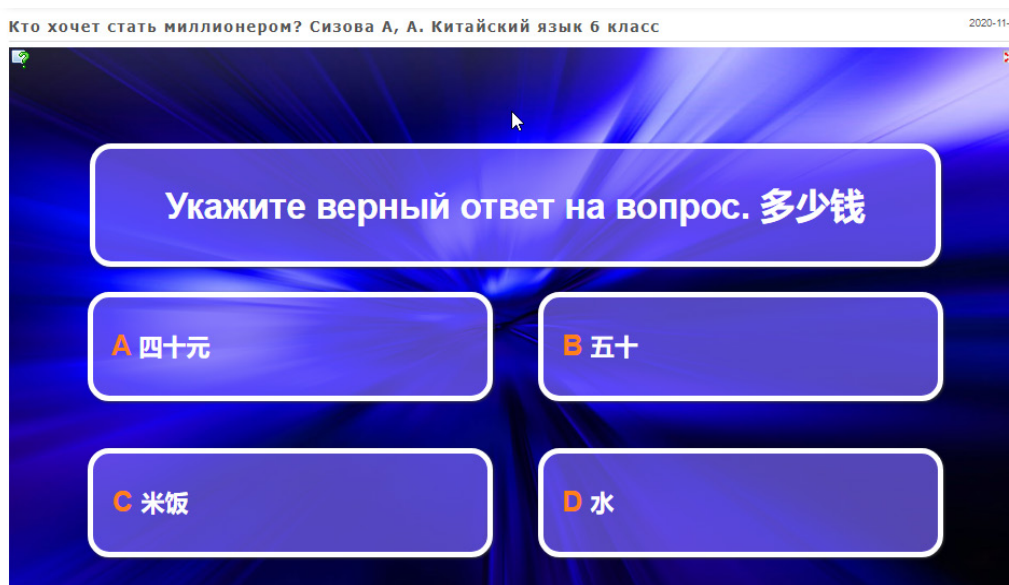 Кто хочет стать миллионером? Сизова А, А. Китайский язык 6 класс
2020-11-
Укажите верный ответ на вопрос. 多少钱
A 四十元
B 五十
C 米饭
D 水